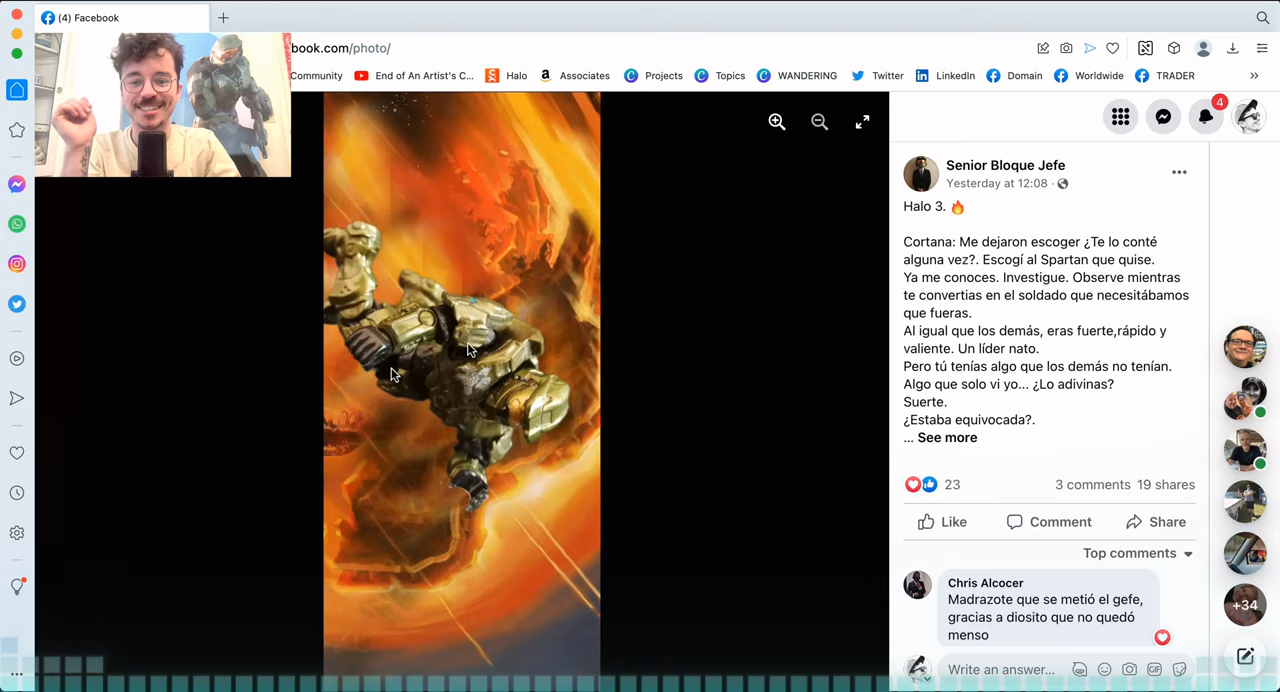 (4) Facebook
book.com/photo/
Community
End of An Artist's C...
Halo
Associates
Projects
Topics
WANDERING
Twitter
LinkedIn
Domain
Worldwide
TRADER
4
Senior Bloque Jefe
Yesterday at 12:08 ·
Halo 3. 🔥
Cortana: Me dejaron escoger ¿Te lo conté
alguna vez?. Escogí al Spartan que quise.
Ya me conoces. Investigue. Observe mientras
te convertias en el soldado que necesitábamos
que fueras.
Al igual que los demás, eras fuerte,rápido y
valiente. Un líder nato.
Pero tú tenías algo que los demás no tenían.
Algo que solo vi yo... ¿Lo adivinas?
Suerte.
¿Estaba equivocada?.
... See more
23
3 comments 19 shares
Like
Comment
Share
Top comments
Chris Alcocer
Madrazote que se metió el gefe,
gracias a diosito que no quedó
menso
Write an answer...
GIF
+34